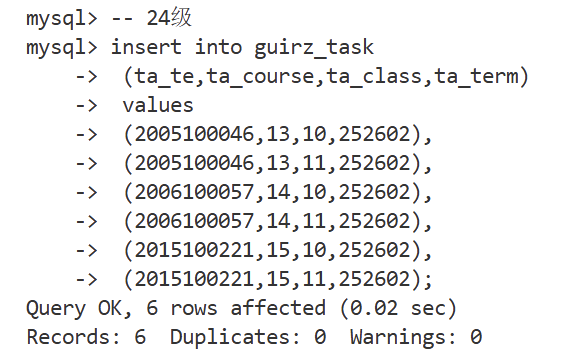 mysql> -- 24级
mysql> insert into guirz_task
    -> (ta_te,ta_course,ta_class,ta_term)
    -> values
    -> (2005100046,13,10,252602),
    -> (2005100046,13,11,252602),
    -> (2006100057,14,10,252602),
    -> (2006100057,14,11,252602),
    -> (2015100221,15,10,252602),
    -> (2015100221,15,11,252602);
Query OK, 6 rows affected (0.02 sec)
Records: 6  Duplicates: 0  Warnings: 0